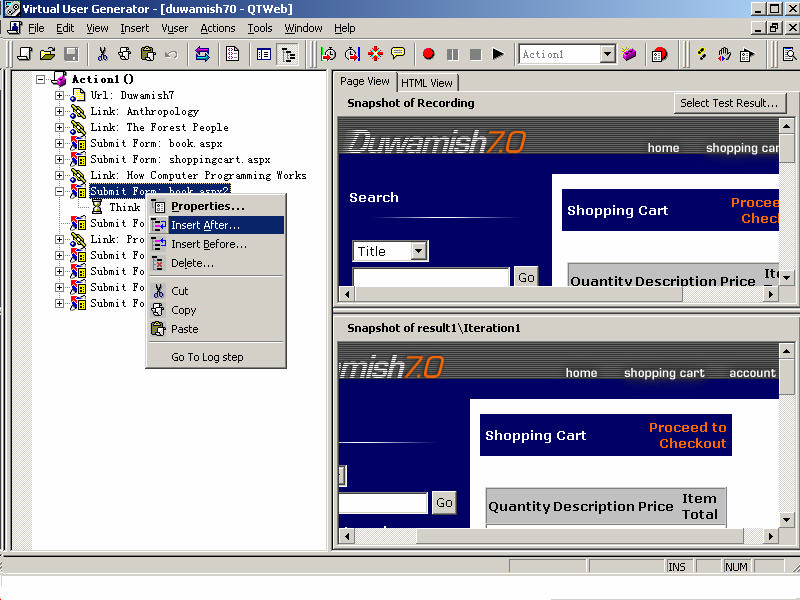 Virtual User Generator - [duwamish70 - QTWeb]
File Edit View Insert Vuser Actions Tools Window Help
Action1
Action1 ()
Url: Duwamish7
Link: Anthropology
Link: The Forest People
Submit Form: book.aspx
Submit Form: shoppingcart.aspx
Link: How Computer Programming Works
Submit Form: book.aspx2
Think
Submit Fo
Link: Pro
Submit Fo
Submit Fo
Submit Fo
Submit Fo
Properties...
Insert After...
Insert Before...
Delete...
Cut
Copy
Paste
Go To Log step
Page View HTML View
Snapshot of Recording
Select Test Result...
Duwamish7.0
home shopping car
Search
Title
Go
Shopping Cart
Proceed
Check
Quantity Description Price Ite
Snapshot of result1\Iteration1
mish7.0
home shopping cart account
Shopping Cart
Proceed to
Checkout
Go
Quantity Description Price Item
Total
INS NUM